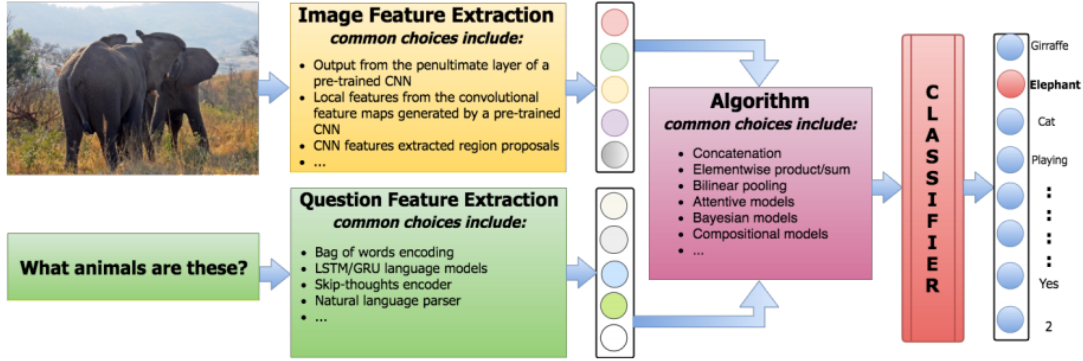 Image Feature Extraction
common choices include:
• Output from the penultimate layer of a
pre-trained CNN
• Local features from the convolutional
feature maps generated by a pre-trained
CNN
• CNN features extracted region proposals
• ...
What animals are these?
Question Feature Extraction
common choices include:
• Bag of words encoding
• LSTM/GRU language models
• Skip-thoughts encoder
• Natural language parser
• ...
Algorithm
common choices include:
• Concatenation
• Elementwise product/sum
• Bilinear pooling
• Attentive models
• Bayesian models
• Compositional models
• ...
CLASSIFIER
Girraffe
Elephant
Cat
Playing
Yes
2